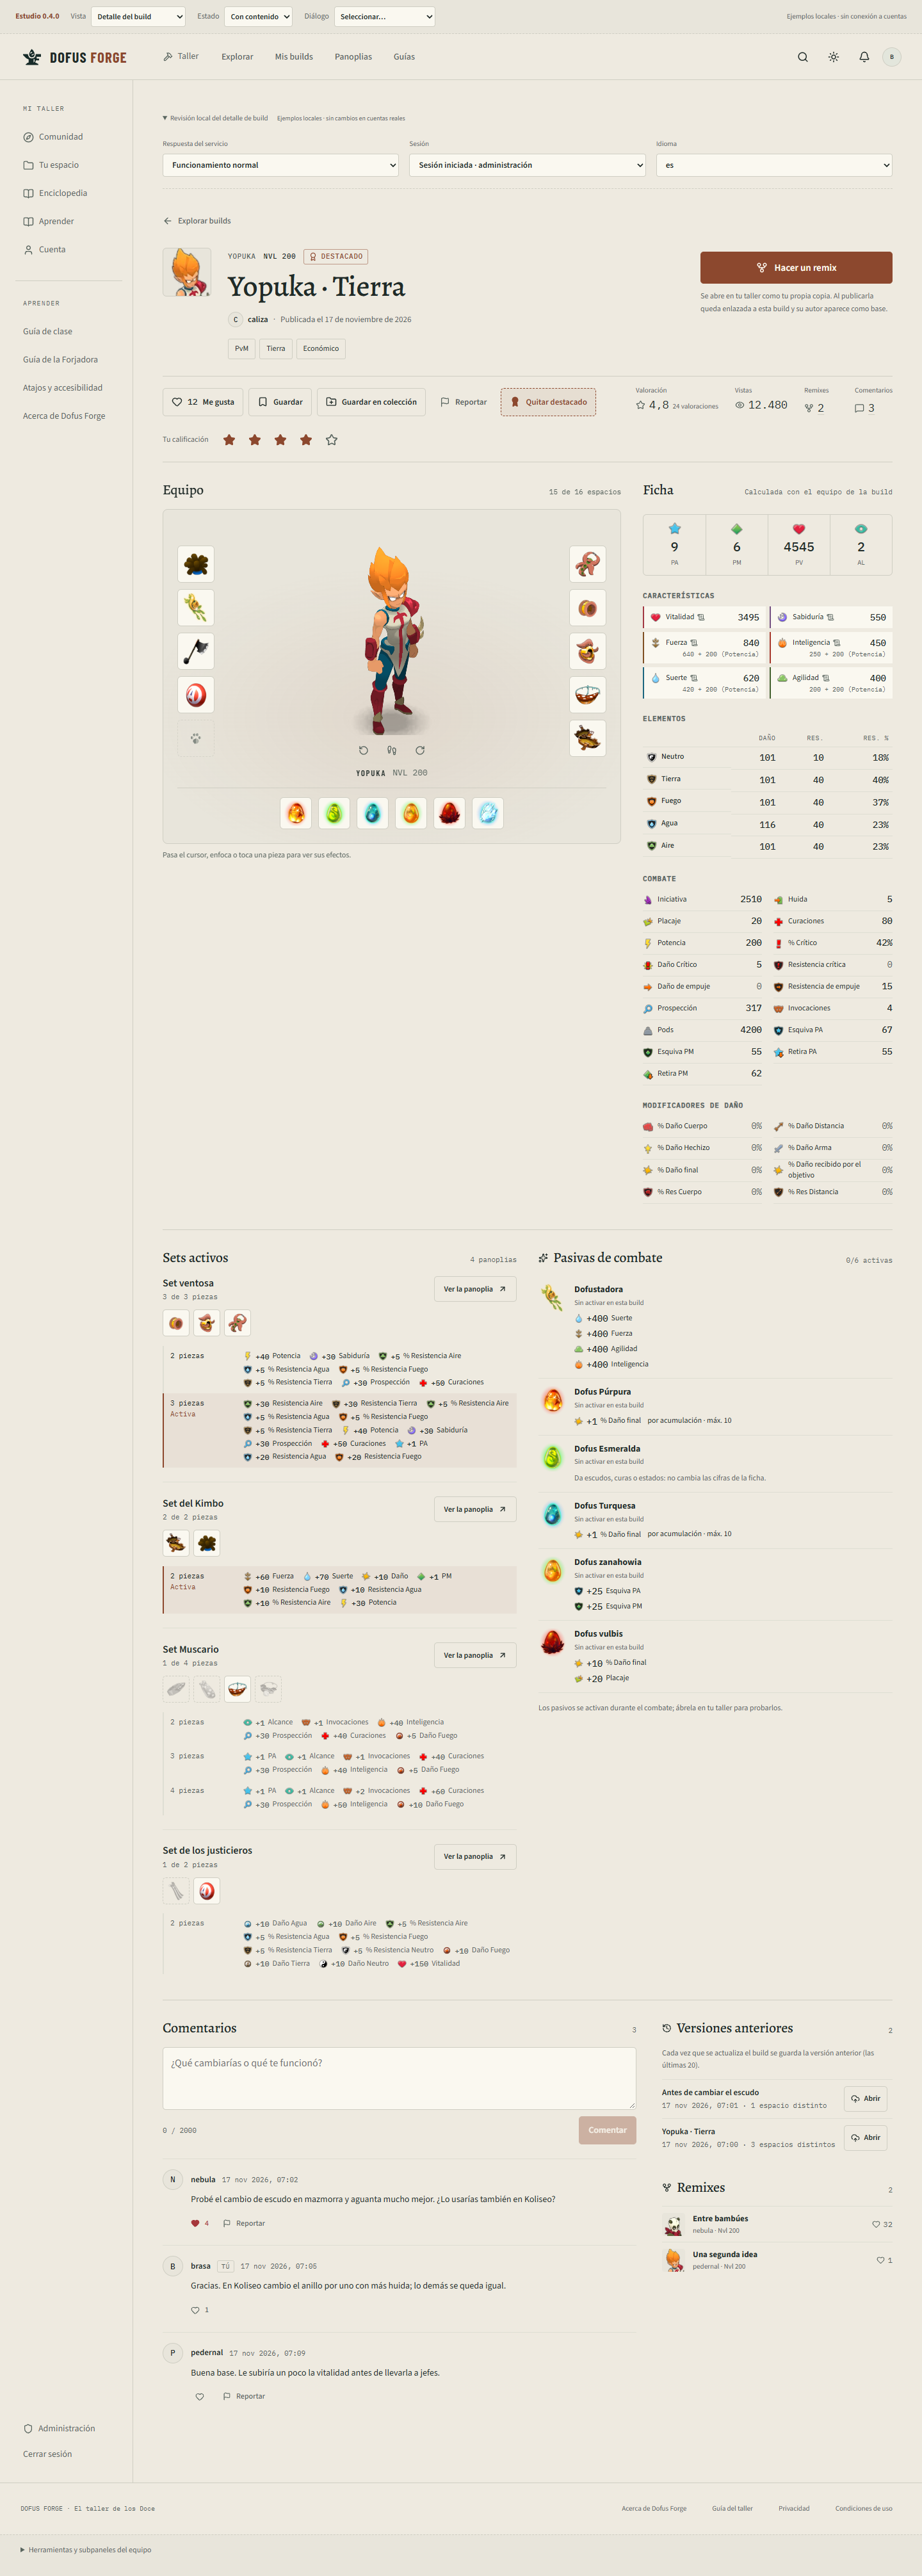 Estudio 0.4.0 Vista Detalle del build Estado Con contenido Diálogo Seleccionar... Ejemplos locales · sin conexión a cuentas
DOFUS FORGE Taller Explorar Mis builds Panoplias Guías B
MI TALLER
Comunidad
Tu espacio
Enciclopedia
Aprender
Cuenta
APRENDER
Guía de clase
Guía de la Forjadora
Atajos y accesibilidad
Acerca de Dofus Forge
Administración
Cerrar sesión
Revisión local del detalle de build Ejemplos locales · sin cambios en cuentas reales
Respuesta del servicio Sesión Idioma
Funcionamiento normal Sesión iniciada · administración es
Explorar builds
YOPUKA NVL 200 DESTACADO
Yopuka · Tierra
C caliza · Publicada el 17 de noviembre de 2026
PvM Tierra Económico
Hacer un remix
Se abre en tu taller como tu propia copia. Al publicarla
queda enlazada a esta build y su autor aparece como base.
12 Me gusta Guardar Guardar en colección Reportar Quitar destacado
Valoración Vistas Remixes Comentarios
4,8 24 valoraciones 12.480 2 3
Tu calificación
Equipo 15 de 16 espacios
YOPUKA NVL 200
Pasa el cursor, enfoca o toca una pieza para ver sus efectos.
Ficha Calculada con el equipo de la build
9 6 4545 2
PA PM PV AL
CARACTERÍSTICAS
Vitalidad 3495 Sabiduría 550
Fuerza 840 Inteligencia 450
640 + 200 (Potencia) 250 + 200 (Potencia)
Suerte 620 Agilidad 400
420 + 200 (Potencia) 200 + 200 (Potencia)
ELEMENTOS
DAÑO RES. RES. %
Neutro 101 10 18%
Tierra 101 40 40%
Fuego 101 40 37%
Agua 116 40 23%
Aire 101 40 23%
COMBATE
Iniciativa 2510 Huida 5
Placaje 20 Curaciones 80
Potencia 200 % Crítico 42%
Daño Crítico 5 Resistencia crítica 0
Daño de empuje 0 Resistencia de empuje 15
Prospección 317 Invocaciones 4
Pods 4200 Esquiva PA 67
Esquiva PM 55 Retira PA 55
Retira PM 62
MODIFICADORES DE DAÑO
% Daño Cuerpo 0% % Daño Distancia 0%
% Daño Hechizo 0% % Daño Arma 0%
% Daño final 0% % Daño recibido por el objetivo 0%
% Res Cuerpo 0% % Res Distancia 0%
Sets activos 4 panoplias
Set ventosa Ver la panoplia
3 de 3 piezas
2 piezas +40 Potencia +30 Sabiduría +5 % Resistencia Aire
+5 % Resistencia Agua +5 % Resistencia Fuego
+5 % Resistencia Tierra +30 Prospección +50 Curaciones
3 piezas +30 Resistencia Aire +30 Resistencia Tierra +5 % Resistencia Aire
Activa +5 % Resistencia Agua +5 % Resistencia Fuego
+5 % Resistencia Tierra +40 Potencia +30 Sabiduría
+30 Prospección +50 Curaciones +1 PA
+20 Resistencia Agua +20 Resistencia Fuego
Set del Kimbo Ver la panoplia
2 de 2 piezas
2 piezas +60 Fuerza +70 Suerte +10 Daño +1 PM
Activa +10 Resistencia Fuego +10 Resistencia Agua
+10 % Resistencia Aire +30 Potencia
Set Muscario Ver la panoplia
1 de 4 piezas
2 piezas +1 Alcance +1 Invocaciones +40 Inteligencia
+30 Prospección +40 Curaciones +5 Daño Fuego
3 piezas +1 PA +1 Alcance +1 Invocaciones +40 Curaciones
+30 Prospección +40 Inteligencia +5 Daño Fuego
4 piezas +1 PA +1 Alcance +2 Invocaciones +60 Curaciones
+30 Prospección +50 Inteligencia +10 Daño Fuego
Set de los justicieros Ver la panoplia
1 de 2 piezas
2 piezas +10 Daño Agua +10 Daño Aire +5 % Resistencia Aire
+5 % Resistencia Agua +5 % Resistencia Fuego
+5 % Resistencia Tierra +5 % Resistencia Neutro +10 Daño Fuego
+10 Daño Tierra +10 Daño Neutro +150 Vitalidad
Pasivas de combate 0/6 activas
Dofustadora
Sin activar en esta build
+400 Suerte
+400 Fuerza
+400 Agilidad
+400 Inteligencia
Dofus Púrpura
Sin activar en esta build
+1 % Daño final por acumulación · máx. 10
Dofus Esmeralda
Sin activar en esta build
Da escudos, curas o estados: no cambia las cifras de la ficha.
Dofus Turquesa
Sin activar en esta build
+1 % Daño final por acumulación · máx. 10
Dofus zanahowia
Sin activar en esta build
+25 Esquiva PA
+25 Esquiva PM
Dofus vulbis
Sin activar en esta build
+10 % Daño final
+20 Placaje
Los pasivos se activan durante el combate; ábrela en tu taller para probarlos.
Comentarios 3
¿Qué cambiarías o qué te funcionó?
0 / 2000 Comentar
N nebula 17 nov 2026, 07:02
Probé el cambio de escudo en mazmorra y aguanta mucho mejor. ¿Lo usarías también en Koliseo?
4 Reportar
B brasa TÚ 17 nov 2026, 07:05
Gracias. En Koliseo cambio el anillo por uno con más huida; lo demás se queda igual.
1
P pedernal 17 nov 2026, 07:09
Buena base. Le subiría un poco la vitalidad antes de llevarla a jefes.
Reportar
Versiones anteriores 2
Cada vez que se actualiza el build se guarda la versión anterior (las
últimas 20).
Antes de cambiar el escudo Abrir
17 nov 2026, 07:01 · 1 espacio distinto
Yopuka · Tierra Abrir
17 nov 2026, 07:00 · 3 espacios distintos
Remixes 2
Entre bambúes 32
nebula · Nvl 200
Una segunda idea 1
pedernal · Nvl 200
DOFUS FORGE · El taller de los Doce Acerca de Dofus Forge Guía del taller Privacidad Condiciones de uso
Herramientas y subpaneles del equipo